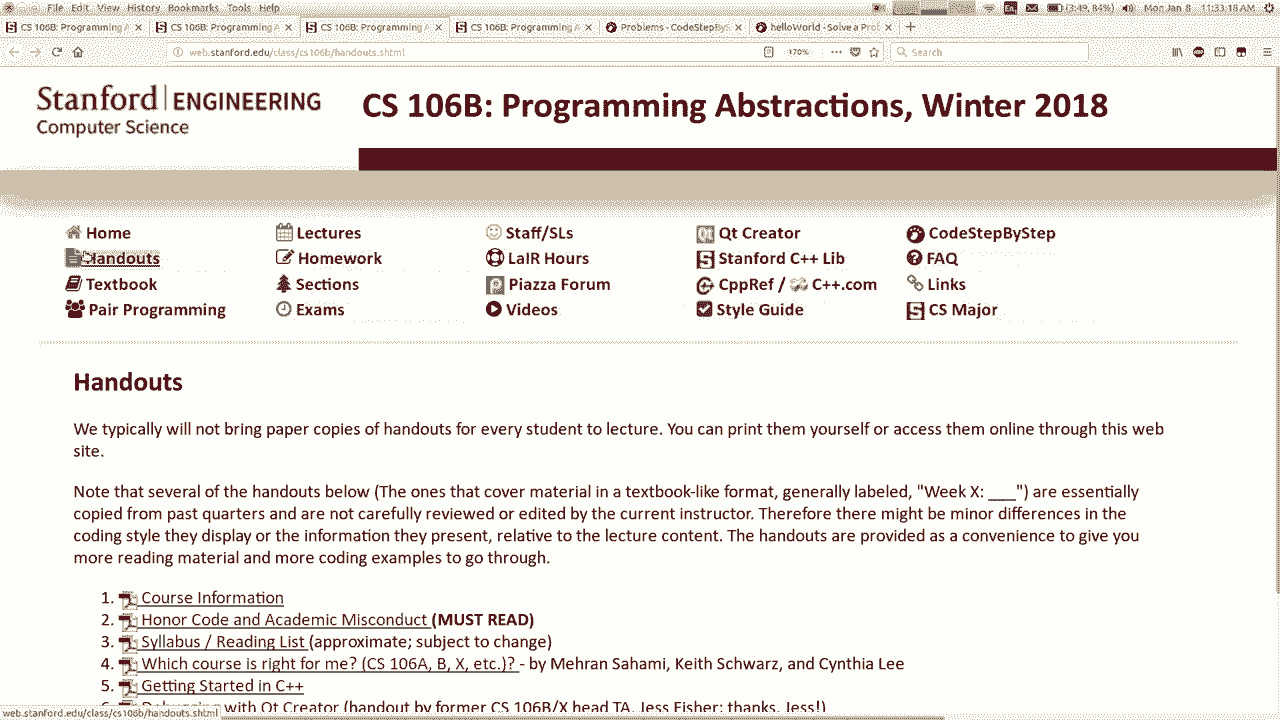 File Edit View History Bookmarks Tools Help
En (3:49, 84%) Mon Jan 8 11:33:18 AM
CS 106B: Programming A × CS 106B: Programming A × CS 106B: Programming A × CS 106B: Programming A × Problems - CodeStepByS × helloWorld - Solve a Prol × +
web.stanford.edu/class/cs106b/handouts.shtml 170% Search
Stanford ENGINEERING
Computer Science
CS 106B: Programming Abstractions, Winter 2018
Home Lectures Staff/SLs Qt Creator CodeStepByStep
Handouts Homework LaIR Hours Stanford C++ Lib FAQ
Textbook Sections Piazza Forum CppRef / C++.com Links
Pair Programming Exams Videos Style Guide CS Major
Handouts
We typically will not bring paper copies of handouts for every student to lecture. You can print them yourself or access them online through this web
site.
Note that several of the handouts below (The ones that cover material in a textbook-like format, generally labeled, "Week X: ___") are essentially
copied from past quarters and are not carefully reviewed or edited by the current instructor. Therefore there might be minor differences in the
coding style they display or the information they present, relative to the lecture content. The handouts are provided as a convenience to give you
more reading material and more coding examples to go through.
1. Course Information
2. Honor Code and Academic Misconduct (MUST READ)
3. Syllabus / Reading List (approximate; subject to change)
4. Which course is right for me? (CS 106A, B, X, etc.)? - by Mehran Sahami, Keith Schwarz, and Cynthia Lee
5. Getting Started in C++
6. Debugging with Qt Creator (handout by former CS 106B/X head TA, Jess Fisher; thanks, Jess!)
web.stanford.edu/class/cs106b/handouts.shtml